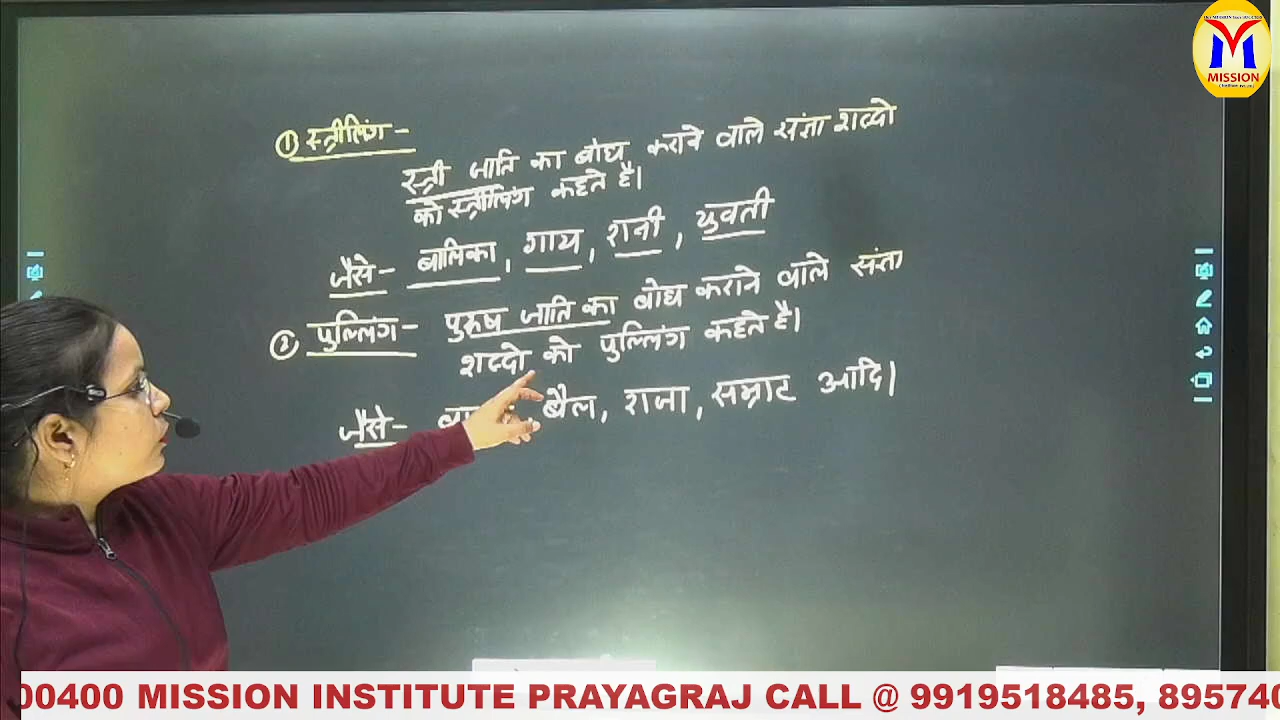 ① स्त्रीलिंग -
स्त्री जाति का बोध कराने वाले संज्ञा शब्दो
को स्त्रीलिंग कहते है।
जैसे - बालिका, गाय, रानी, युवती
② पुल्लिंग - पुरुष जाति का बोध कराने वाले संज्ञा
शब्दो को पुल्लिंग कहते है।
जैसे - बैल, राजा, सम्राट आदि।
MISSION
00400 MISSION INSTITUTE PRAYAGRAJ CALL @ 9919518485, 895740